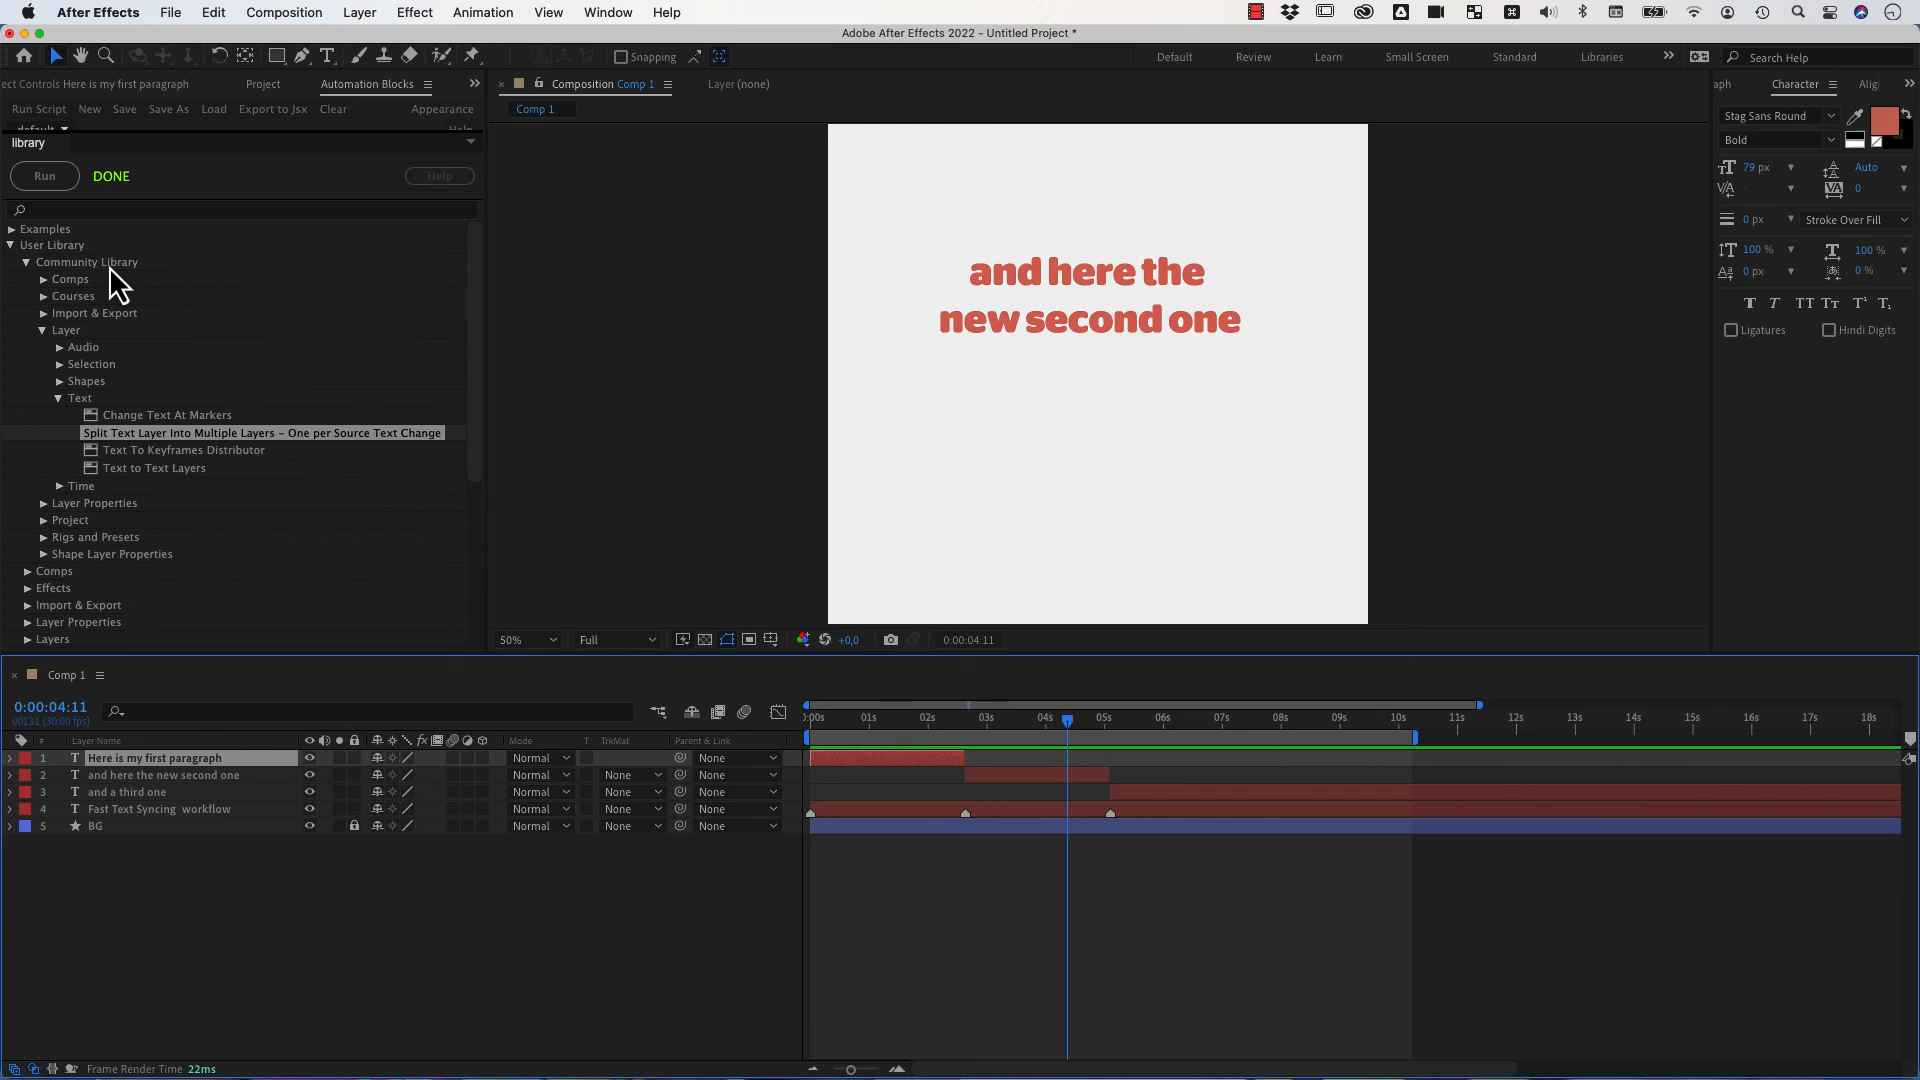 After Effects File Edit Composition Layer Effect Animation View Window Help
Adobe After Effects 2022 - Untitled Project *
Snapping Default Review Learn Small Screen Standard Libraries Search Help
ect Controls Here is my first paragraph Project Automation Blocks
Composition Comp 1 Layer (none)
aph Character Alig
Run Script New Save Save As Load Export to Jsx Clear Appearance
Comp 1
default Help
library
Run DONE Help
Examples
User Library
Community Library
Comps
Courses
Import & Export
Layer
Audio
Selection
Shapes
Text
Change Text At Markers
Split Text Layer Into Multiple Layers – One per Source Text Change
Text To Keyframes Distributor
Text to Text Layers
Time
Layer Properties
Project
Rigs and Presets
Shape Layer Properties
Comps
Effects
Import & Export
Layer Properties
Layers
and here the
new second one
50% Full +0,0 0:00:04:11
Stag Sans Round
Bold
79 px Auto
0
0 px Stroke Over Fill
100 % 100 %
0 px 0 %
Ligatures Hindi Digits
Comp 1
0:00:04:11
00131 (30.00 fps)
):00s 01s 02s 03s 04s 05s 06s 07s 08s 09s 10s 11s 12s 13s 14s 15s 16s 17s 18s
# Layer Name Mode T TrkMat Parent & Link
1 T Here is my first paragraph Normal None
2 T and here the new second one Normal None None
3 T and a third one Normal None None
4 T Fast Text Syncing workflow Normal None None
5 BG Normal None None
Frame Render Time 22ms